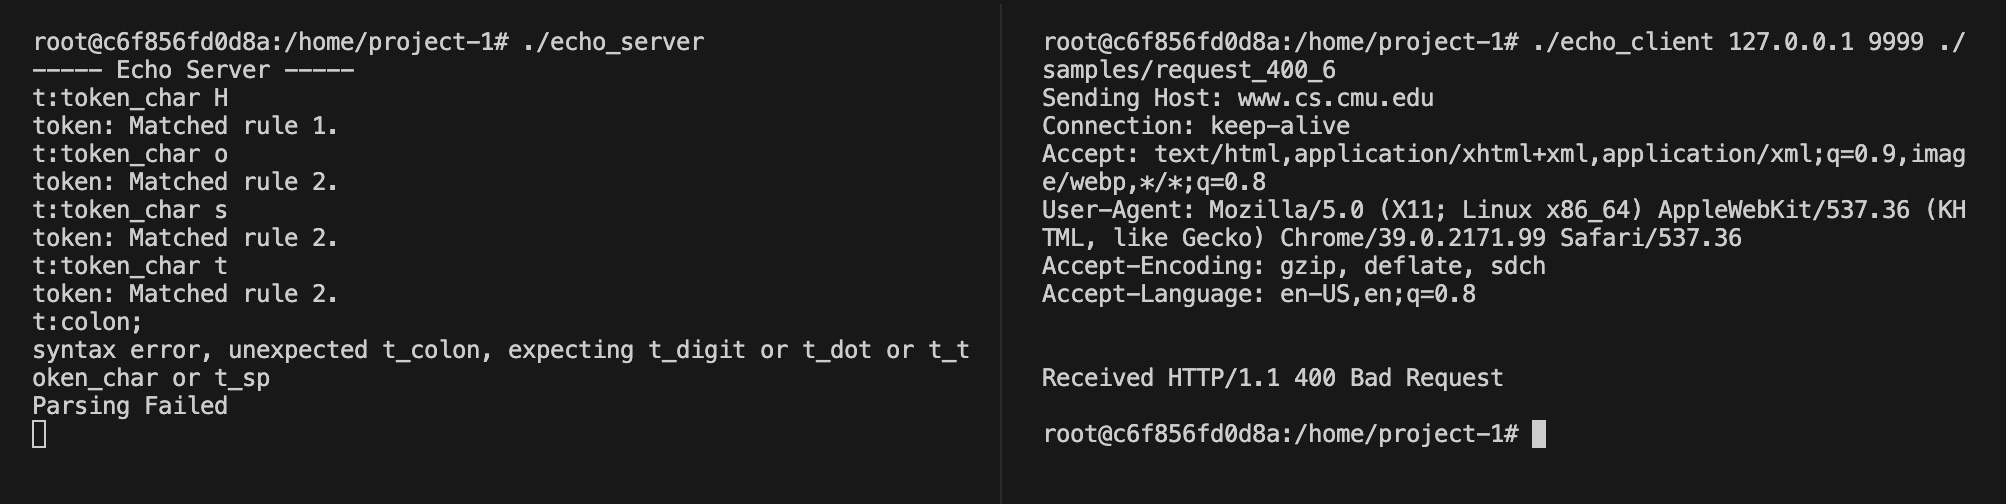 root@c6f856fd0d8a:/home/project-1# ./echo_server
----- Echo Server -----
t:token_char H
token: Matched rule 1.
t:token_char o
token: Matched rule 2.
t:token_char s
token: Matched rule 2.
t:token_char t
token: Matched rule 2.
t:colon;
syntax error, unexpected t_colon, expecting t_digit or t_dot or t_t
oken_char or t_sp
Parsing Failed
root@c6f856fd0d8a:/home/project-1# ./echo_client 127.0.0.1 9999 ./
samples/request_400_6
Sending Host: www.cs.cmu.edu
Connection: keep-alive
Accept: text/html,application/xhtml+xml,application/xml;q=0.9,imag
e/webp,*/*;q=0.8
User-Agent: Mozilla/5.0 (X11; Linux x86_64) AppleWebKit/537.36 (KH
TML, like Gecko) Chrome/39.0.2171.99 Safari/537.36
Accept-Encoding: gzip, deflate, sdch
Accept-Language: en-US,en;q=0.8
Received HTTP/1.1 400 Bad Request
root@c6f856fd0d8a:/home/project-1#